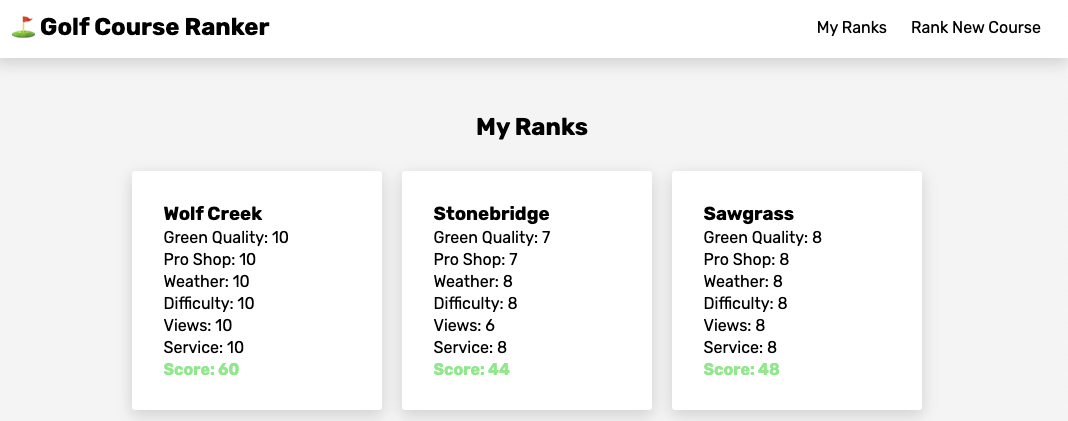 Golf Course Ranker
My Ranks
Rank New Course
My Ranks
Wolf Creek
Green Quality: 10
Pro Shop: 10
Weather: 10
Difficulty: 10
Views: 10
Service: 10
Score: 60
Stonebridge
Green Quality: 7
Pro Shop: 7
Weather: 8
Difficulty: 8
Views: 6
Service: 8
Score: 44
Sawgrass
Green Quality: 8
Pro Shop: 8
Weather: 8
Difficulty: 8
Views: 8
Service: 8
Score: 48